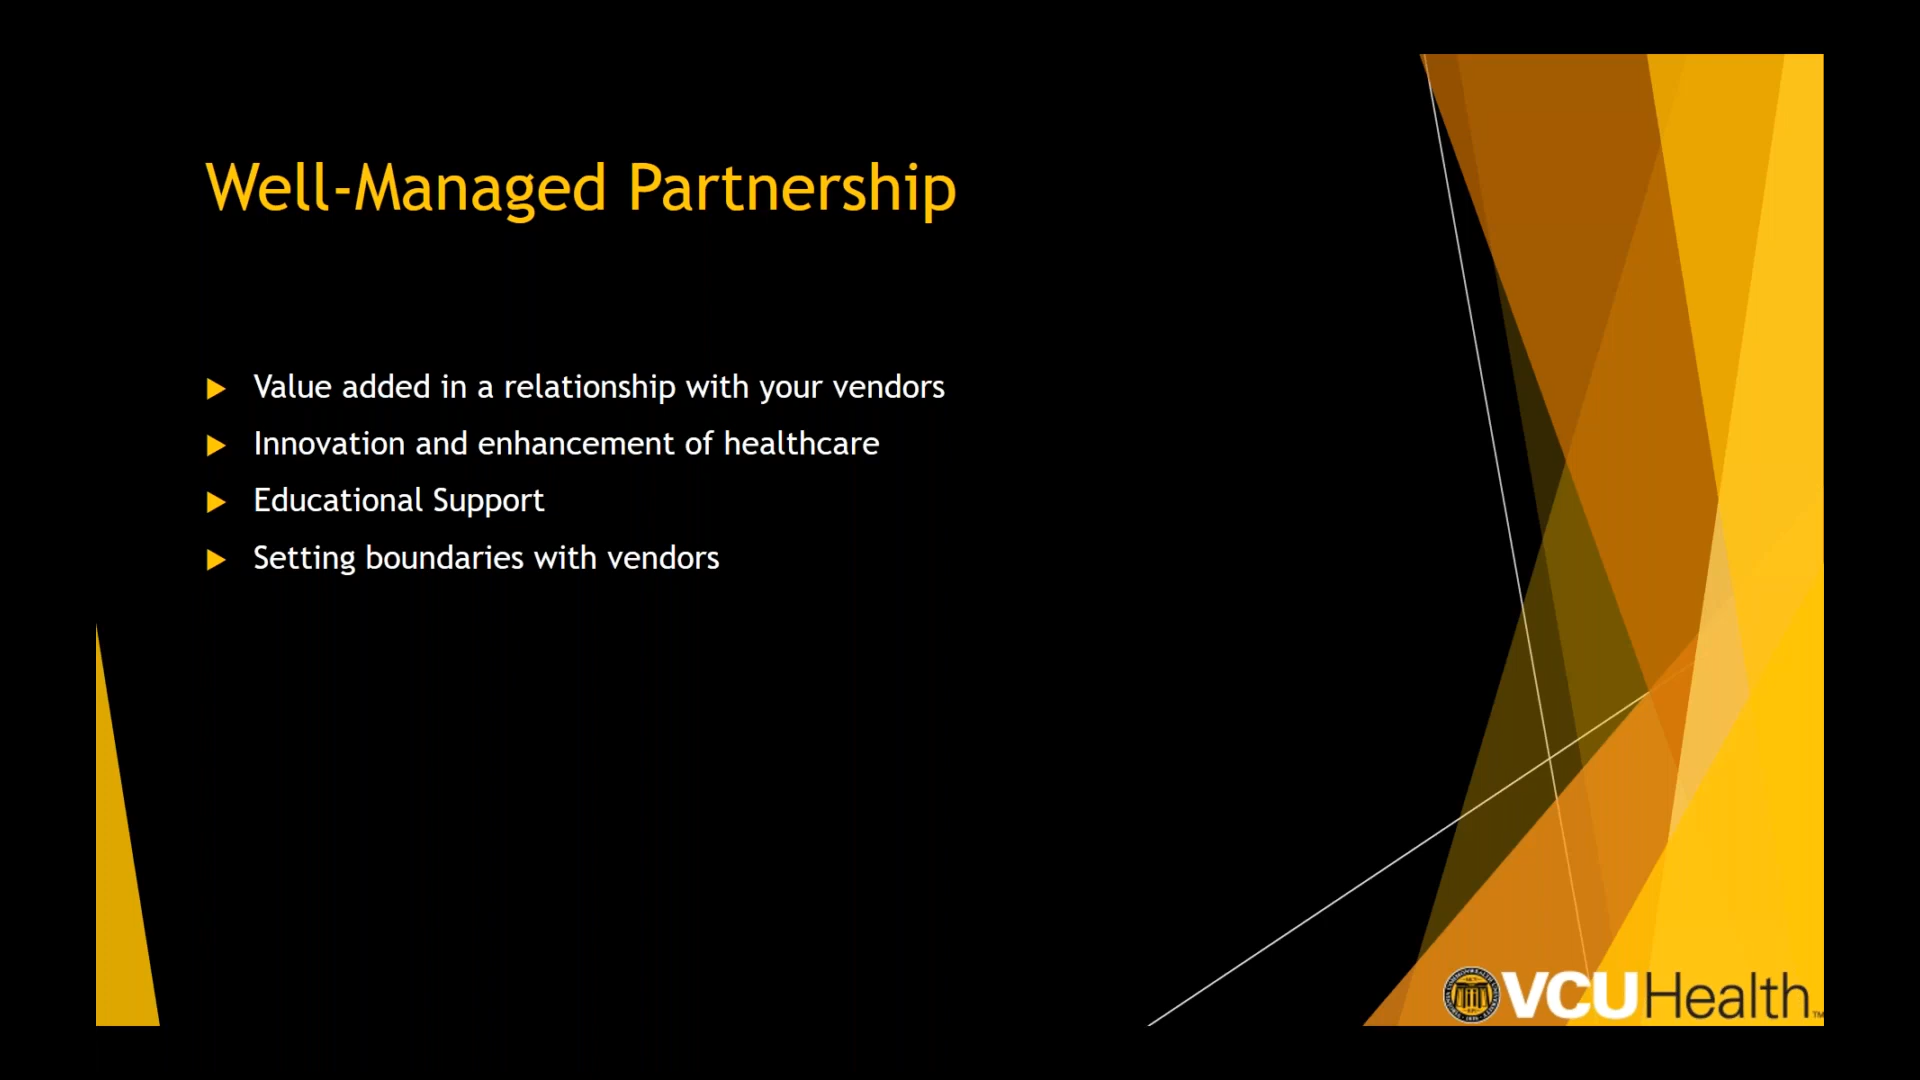 Well-Managed Partnership
Value added in a relationship with your vendors
Innovation and enhancement of healthcare
Educational Support
Setting boundaries with vendors
VCUHealth™